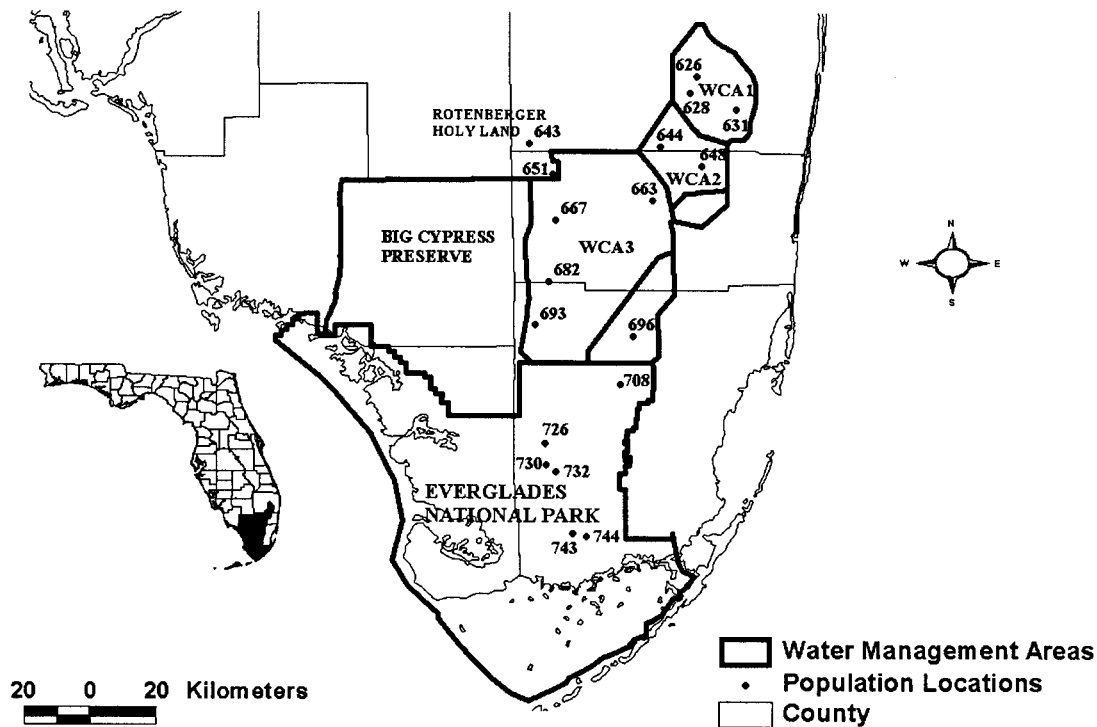 626
WCA1
628
631
ROTENBERGER
HOLY LAND
643
644
648
651
WCA2
663
667
BIG CYPRESS
PRESERVE
WCA3
682
693
696
708
726
730
732
EVERGLADES
NATIONAL PARK
743
744
N
W
E
S
20 0 20 Kilometers
Water Management Areas
Population Locations
County